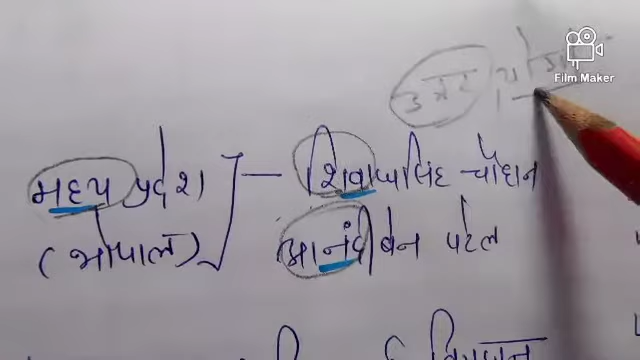 Film Maker
ઉત્તર
મધ્ય પ્રદેશ ] — શિવરાજસિંહ ચૌહાન
(ભોપાલ) આનંદીબેન પટેલ